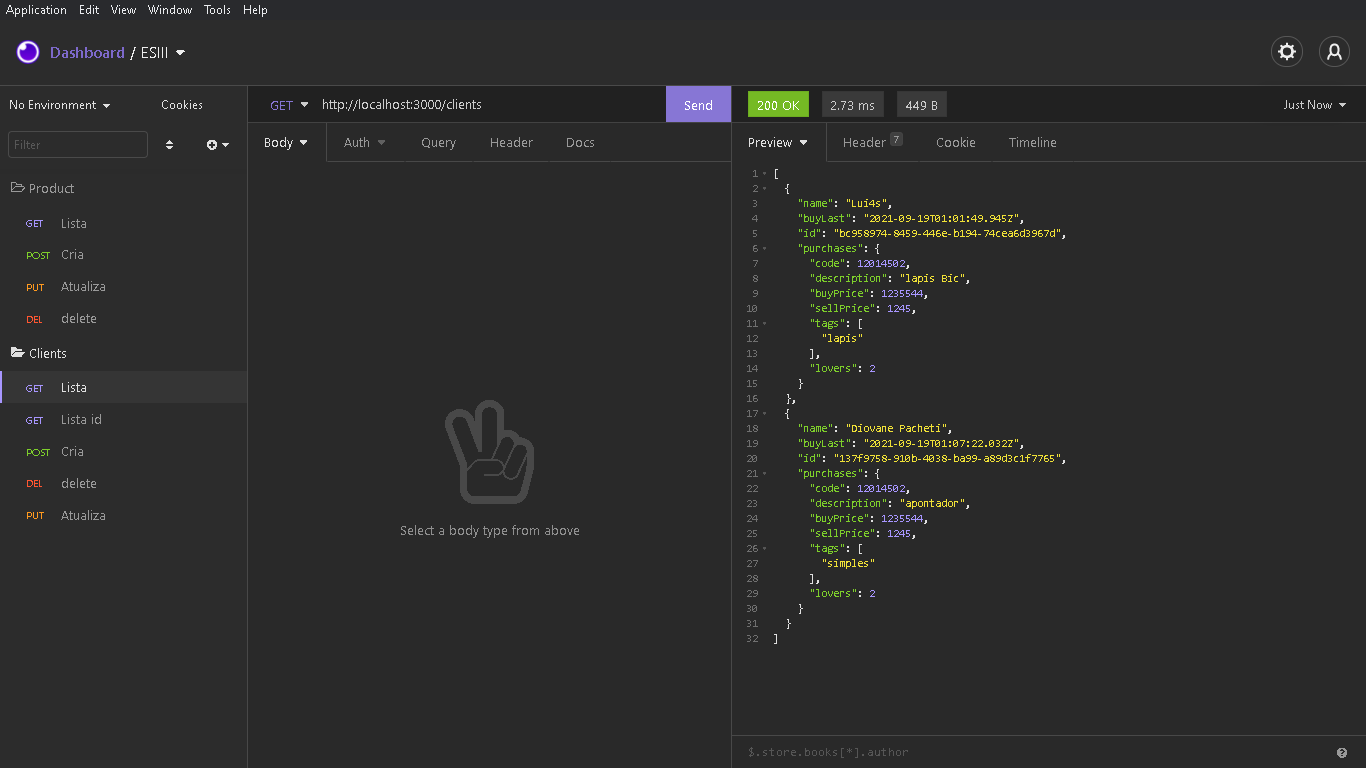 Application Edit View Window Tools Help
Dashboard / ESIII
No Environment Cookies
GET http://localhost:3000/clients Send
200 OK 2.73 ms 449 B Just Now
Filter
Body Auth Query Header Docs
Preview Header 7 Cookie Timeline
Product
GET Lista
POST Cria
PUT Atualiza
DEL delete
Clients
GET Lista
GET Lista id
POST Cria
DEL delete
PUT Atualiza
Select a body type from above
1 [
2 {
3 "name": "Lui4s",
4 "buyLast": "2021-09-19T01:01:49.945Z",
5 "id": "bc958974-8459-446e-b194-74cea6d3967d",
6 "purchases": {
7 "code": 12014502,
8 "description": "lapis Bic",
9 "buyPrice": 1235544,
10 "sellPrice": 1245,
11 "tags": [
12 "lapis"
13 ],
14 "lovers": 2
15 }
16 },
17 {
18 "name": "Diovane Pacheti",
19 "buyLast": "2021-09-19T01:07:22.032Z",
20 "id": "137f9758-910b-4038-ba99-a89d3c1f7765",
21 "purchases": {
22 "code": 12014502,
23 "description": "apontador",
24 "buyPrice": 1235544,
25 "sellPrice": 1245,
26 "tags": [
27 "simples"
28 ],
29 "lovers": 2
30 }
31 }
32 ]
$.store.books[*].author